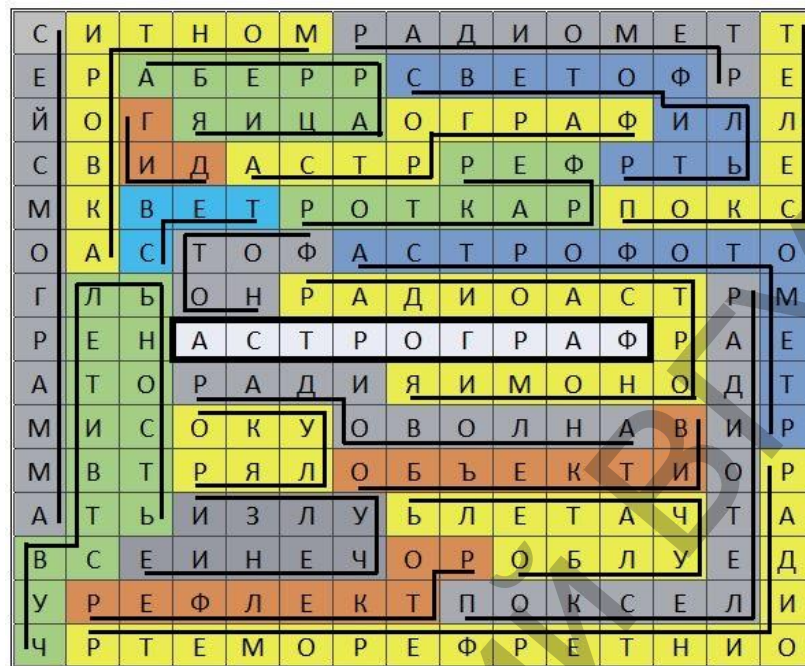 С И Т Н О М Р А Д И О М Е Т Т
Е Р А Б Е Р Р С В Е Т О Ф Р Е
Й О Г Я И Ц А О Г Р А Ф И Л Л
С В И Д А С Т Р Р Е Ф Р Т Ь Е
М К В Е Т Р О Т К А Р П О К С
О А С Т О Ф А С Т Р О Ф О Т О
Г Л Ь О Н Р А Д И О А С Т Р М
Р Е Н А С Т Р О Г Р А Ф Р А Е
А Т О Р А Д И Я И М О Н О Д Т
М И С О К У О В О Л Н А В И Р
М В Т Р Я Л О Б Ъ Е К Т И О Р
А Т Ь И З Л У Ь Л Е Т А Ч Т А
В С Е И Н Е Ч О Р О Б Л У Е Д
У Р Е Ф Л Е К Т П О К С Е Л И
Ч Р Т Е М О Р Е Ф Р Е Т Н И О